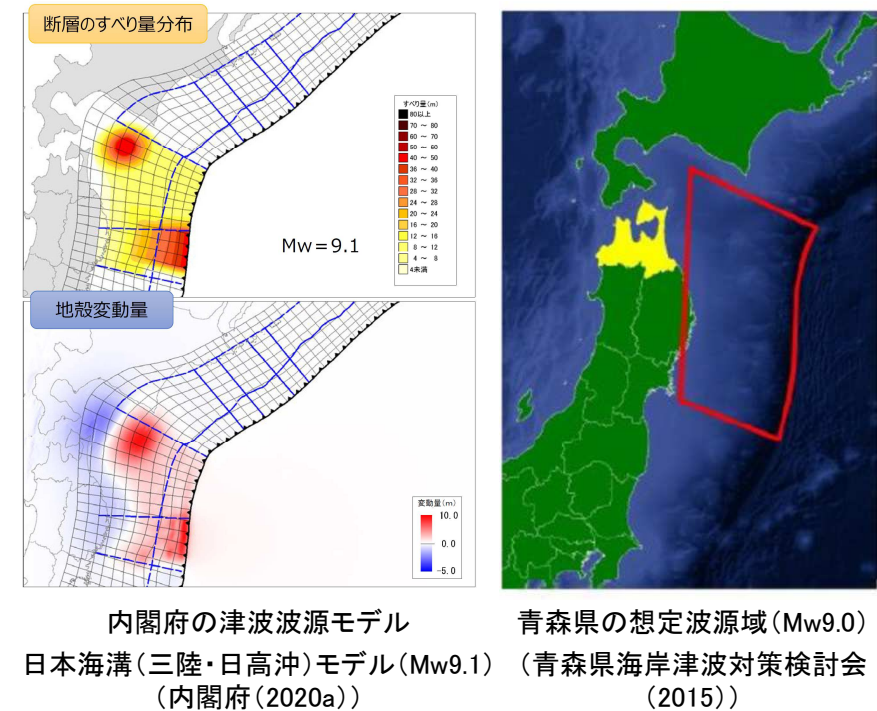 断層のすべり量分布
すべり量(m)
80以上
70 ～ 80
60 ～ 70
50 ～ 60
40 ～ 50
36 ～ 40
32 ～ 36
28 ～ 32
24 ～ 28
20 ～ 24
16 ～ 20
12 ～ 16
8 ～ 12
4 ～ 8
4未満
Mw＝9.1
地殻変動量
変動量(m)
10.0
0.0
-5.0
内閣府の津波波源モデル
日本海溝（三陸・日高沖）モデル（Mw9.1）
（内閣府（2020a））
青森県の想定波源域（Mw9.0）
（青森県海岸津波対策検討会
（2015））